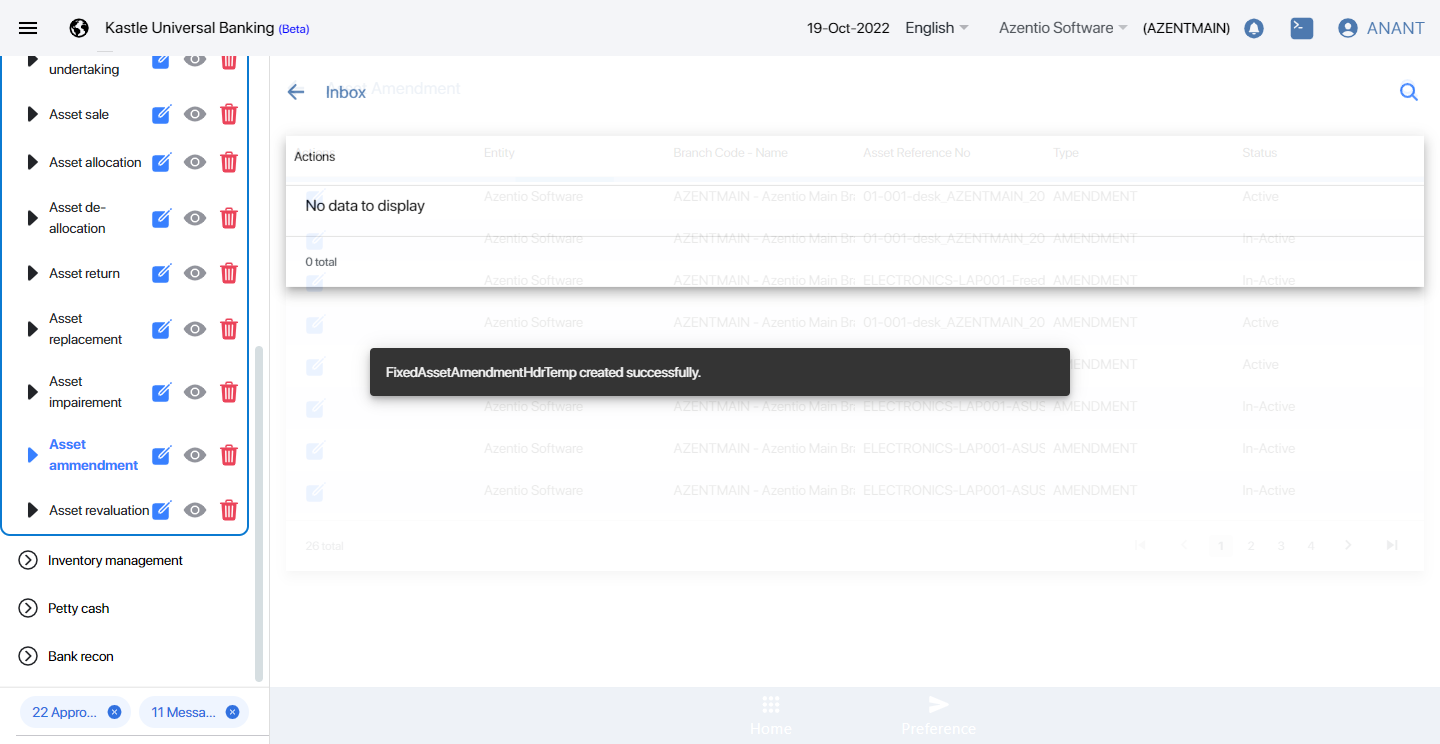 Kastle Universal Banking (Beta)
19-Oct-2022
English
Azentio Software
(AZENTMAIN)
ANANT
undertaking
Asset sale
Asset allocation
Asset de-
allocation
Asset return
Asset
replacement
Asset
impairement
Asset
ammendment
Asset revaluation
Inventory management
Petty cash
Bank recon
22 Appro...
11 Messa...
Inbox
Asset Amendment
Actions
Entity
Branch Code - Name
Asset Reference No
Type
Status
No data to display
0 total
Azentio Software AZENTMAIN - Azentio Main Br 01-001-desk_AZENTMAIN_20 AMENDMENT Active
Azentio Software AZENTMAIN - Azentio Main Br 01-001-desk_AZENTMAIN_20 AMENDMENT In-Active
Azentio Software AZENTMAIN - Azentio Main Br ELECTRONICS-LAP001-Freed AMENDMENT In-Active
Azentio Software AZENTMAIN - Azentio Main Br 01-001-desk_AZENTMAIN_20 AMENDMENT Active
AMENDMENT Active
FixedAssetAmendmentHdrTemp created successfully.
Azentio Software AZENTMAIN - Azentio Main Br ELECTRONICS-LAP001-ASUS AMENDMENT In-Active
Azentio Software AZENTMAIN - Azentio Main Br ELECTRONICS-LAP001-ASUS AMENDMENT In-Active
Azentio Software AZENTMAIN - Azentio Main Br ELECTRONICS-LAP001-ASUS AMENDMENT In-Active
26 total
1 2 3 4
Home
Preference